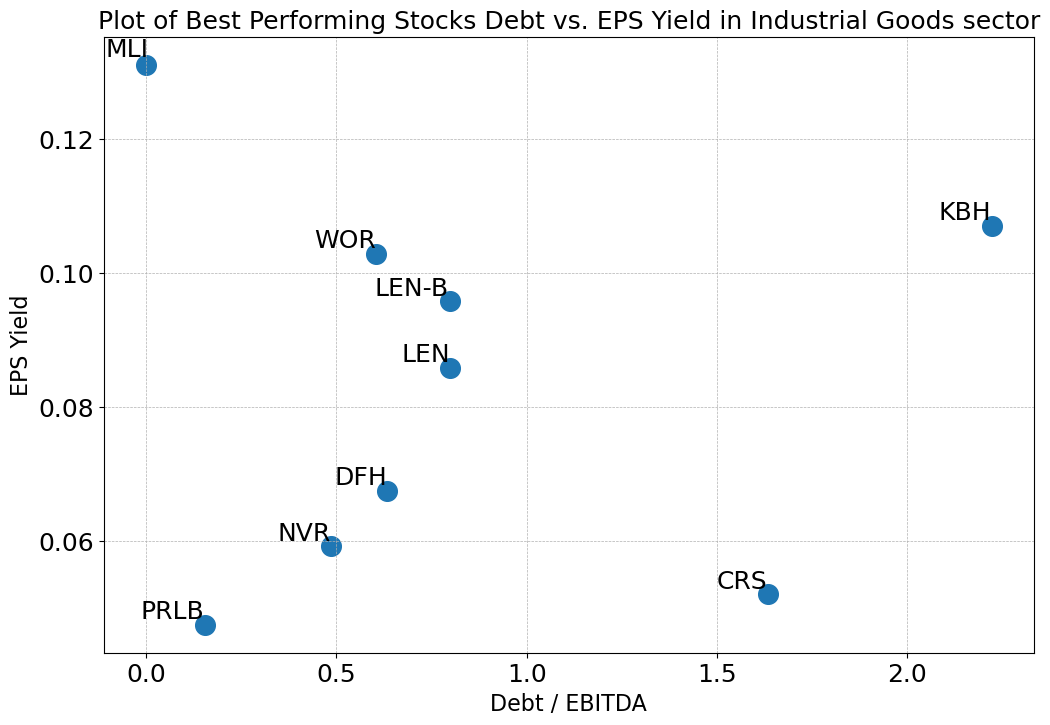 Plot of Best Performing Stocks Debt vs. EPS Yield in Industrial Goods sector
MLI
0.12
KBH
WOR
0.10
LEN-B
LEN
EPS Yield
0.08
DFH
NVR
0.06
CRS
PRLB
0.0 0.5 1.0 1.5 2.0
Debt / EBITDA